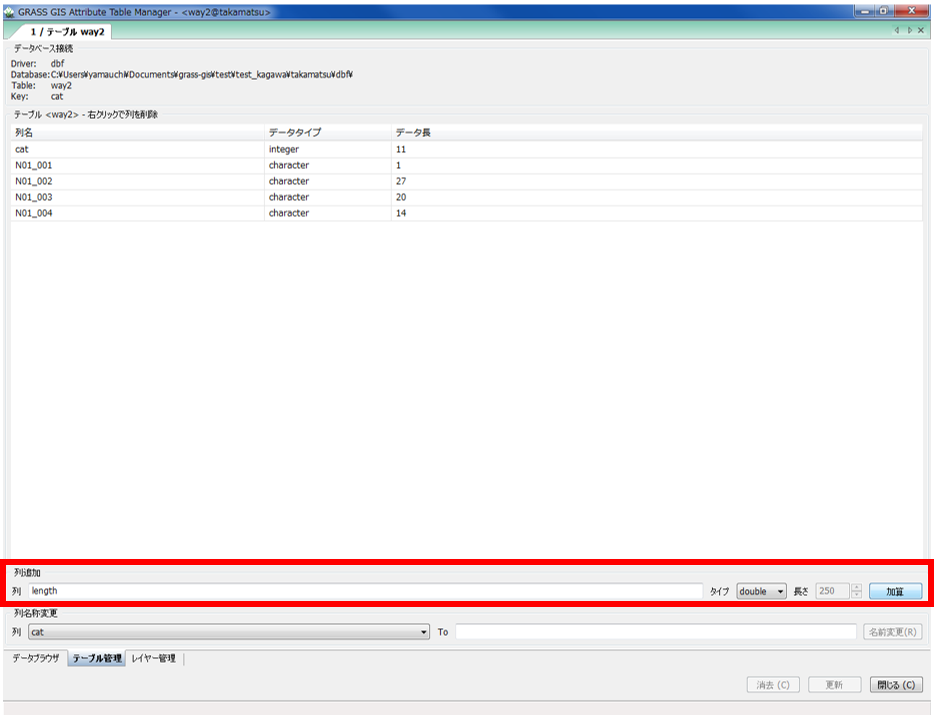 GRASS GIS Attribute Table Manager - <way2@takamatsu>
1 / テーブル way2
データベース接続
Driver: dbf
Database: C:¥Users¥yamauchi¥Documents¥grass-gis¥test¥test_kagawa¥takamatsu¥dbf¥
Table: way2
Key: cat
テーブル <way2> - 右クリックで列を削除
列名 データタイプ データ長
cat integer 11
N01_001 character 1
N01_002 character 27
N01_003 character 20
N01_004 character 14
列追加
列 length タイプ double 長さ 250 加算
列名称変更
列 cat To 名前変更(R)
データブラウザ テーブル管理 レイヤー管理
消去 (C) 更新 閉じる (C)